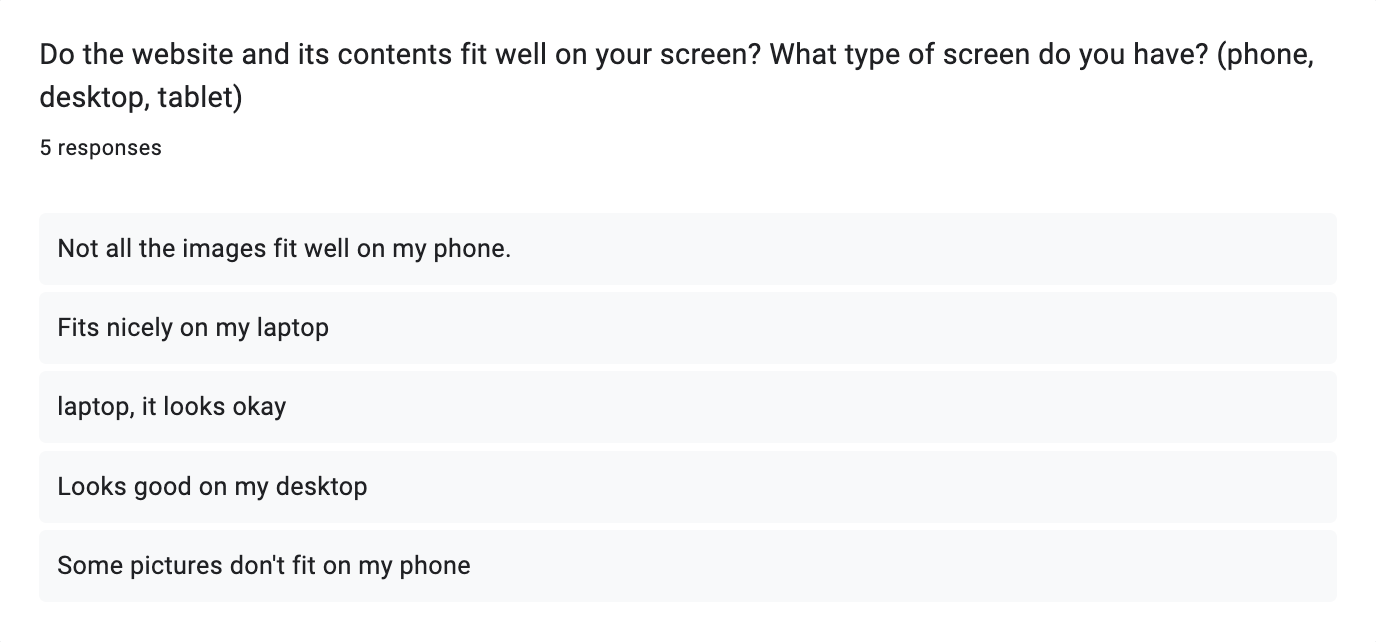 Do the website and its contents fit well on your screen? What type of screen do you have? (phone,
desktop, tablet)
5 responses
Not all the images fit well on my phone.
Fits nicely on my laptop
laptop, it looks okay
Looks good on my desktop
Some pictures don't fit on my phone